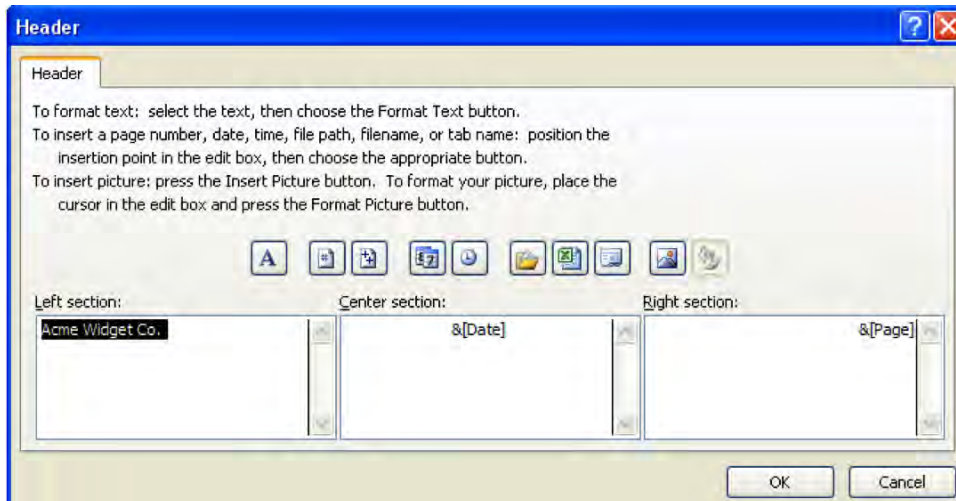 Header
Header
To format text: select the text, then choose the Format Text button.
To insert a page number, date, time, file path, filename, or tab name: position the
insertion point in the edit box, then choose the appropriate button.
To insert picture: press the Insert Picture button. To format your picture, place the
cursor in the edit box and press the Format Picture button.
A
Left section: Center section: Right section:
Acme Widget Co. &[Date] &[Page]
OK Cancel